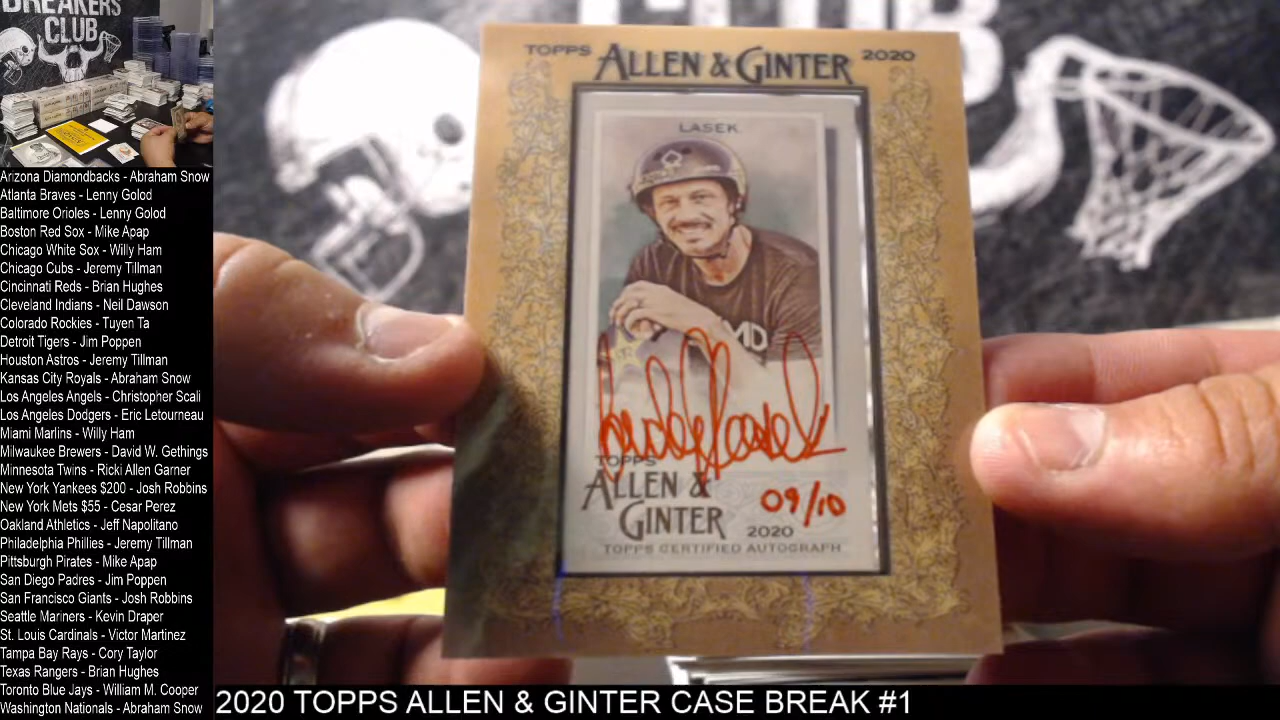 BREAKERS
CLUB
Arizona Diamondbacks - Abraham Snow
Atlanta Braves - Lenny Golod
Baltimore Orioles - Lenny Golod
Boston Red Sox - Mike Apap
Chicago White Sox - Willy Ham
Chicago Cubs - Jeremy Tillman
Cincinnati Reds - Brian Hughes
Cleveland Indians - Neil Dawson
Colorado Rockies - Tuyen Ta
Detroit Tigers - Jim Poppen
Houston Astros - Jeremy Tillman
Kansas City Royals - Abraham Snow
Los Angeles Angels - Christopher Scali
Los Angeles Dodgers - Eric Letourneau
Miami Marlins - Willy Ham
Milwaukee Brewers - David W. Gethings
Minnesota Twins - Ricki Allen Garner
New York Yankees $200 - Josh Robbins
New York Mets $55 - Cesar Perez
Oakland Athletics - Jeff Napolitano
Philadelphia Phillies - Jeremy Tillman
Pittsburgh Pirates - Mike Apap
San Diego Padres - Jim Poppen
San Francisco Giants - Josh Robbins
Seattle Mariners - Kevin Draper
St. Louis Cardinals - Victor Martinez
Tampa Bay Rays - Cory Taylor
Texas Rangers - Brian Hughes
Toronto Blue Jays - William M. Cooper
Washington Nationals - Abraham Snow
TOPPS ALLEN & GINTER 2020
LASEK
TOPPS
ALLEN &
GINTER
09/10
2020
TOPPS CERTIFIED AUTOGRAPH
2020 TOPPS ALLEN & GINTER CASE BREAK #1